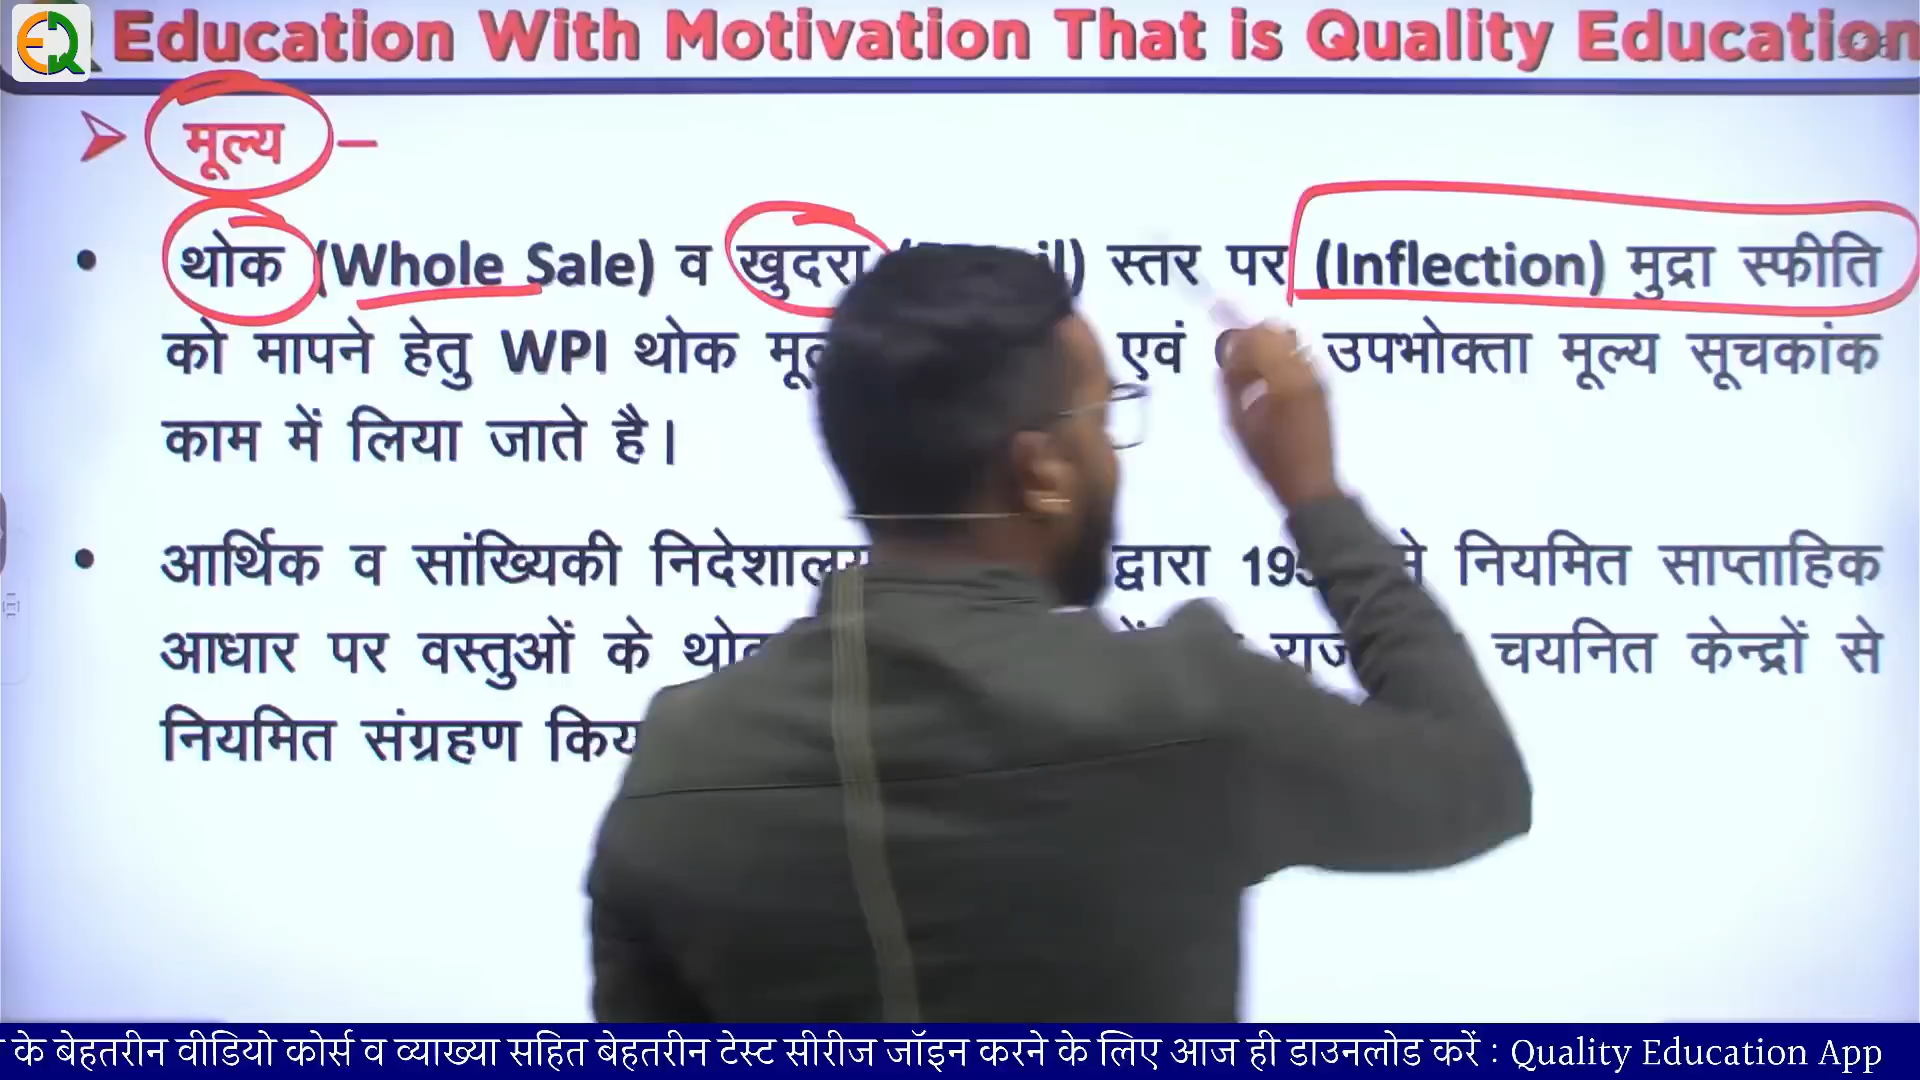 Education With Motivation That is Quality Education
मूल्य –
थोक (Whole Sale) व खुदरा स्तर पर (Inflection) मुद्रा स्फीति
को मापने हेतु WPI थोक एवं उपभोक्ता मूल्य सूचकांक
काम में लिया जाते है।
आर्थिक व सांख्यिकी द्वारा नियमित साप्ताहिक
आधार पर वस्तुओं के चयनित केन्द्रों से
नियमित संग्रहण
के बेहतरीन वीडियो कोर्स व व्याख्या सहित बेहतरीन टेस्ट सीरीज जॉइन करने के लिए आज ही डाउनलोड करें : Quality Education App